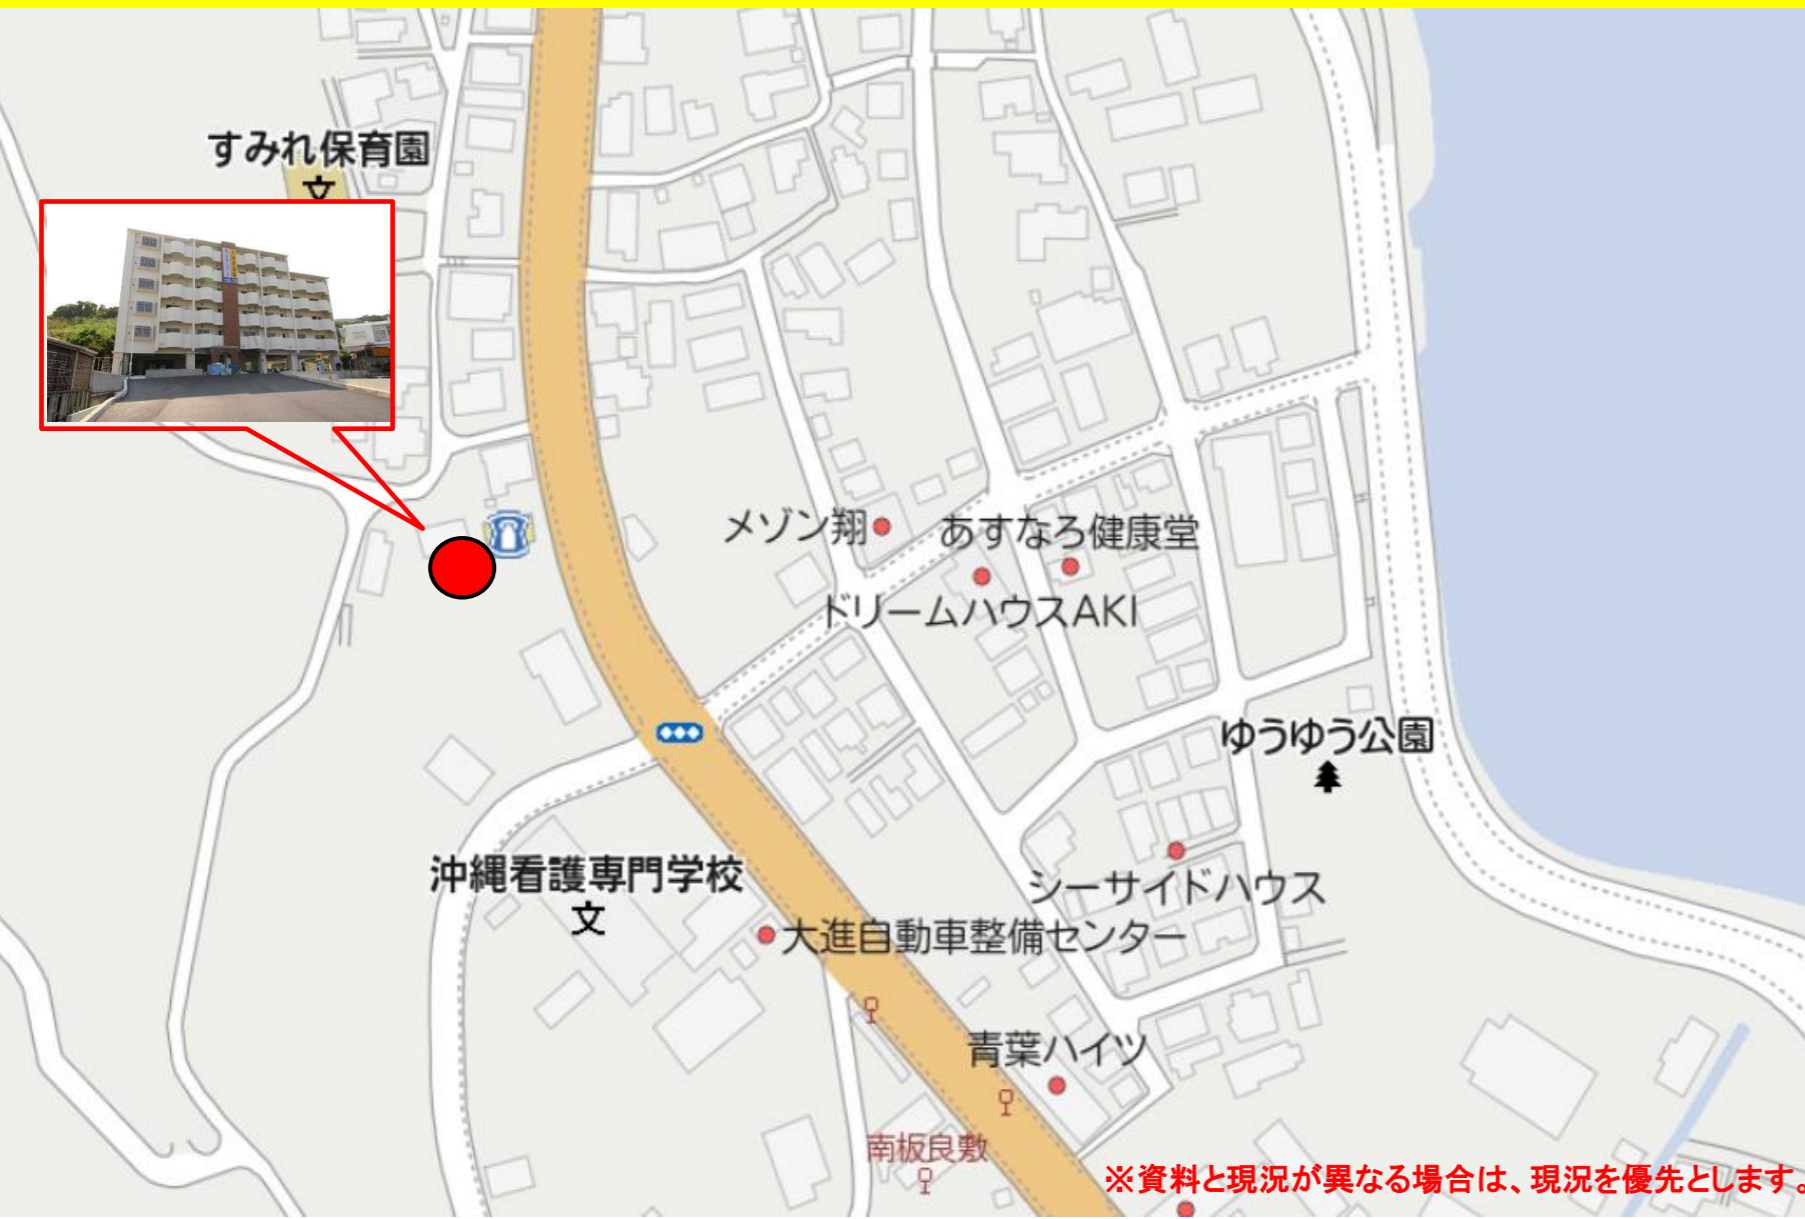 すみれ保育園
文
メゾン翔
あすなろ健康堂
ドリームハウスAKI
ゆうゆう公園
沖縄看護専門学校
文
シーサイドハウス
大進自動車整備センター
青葉ハイツ
南板良敷
※資料と現況が異なる場合は、現況を優先とします。